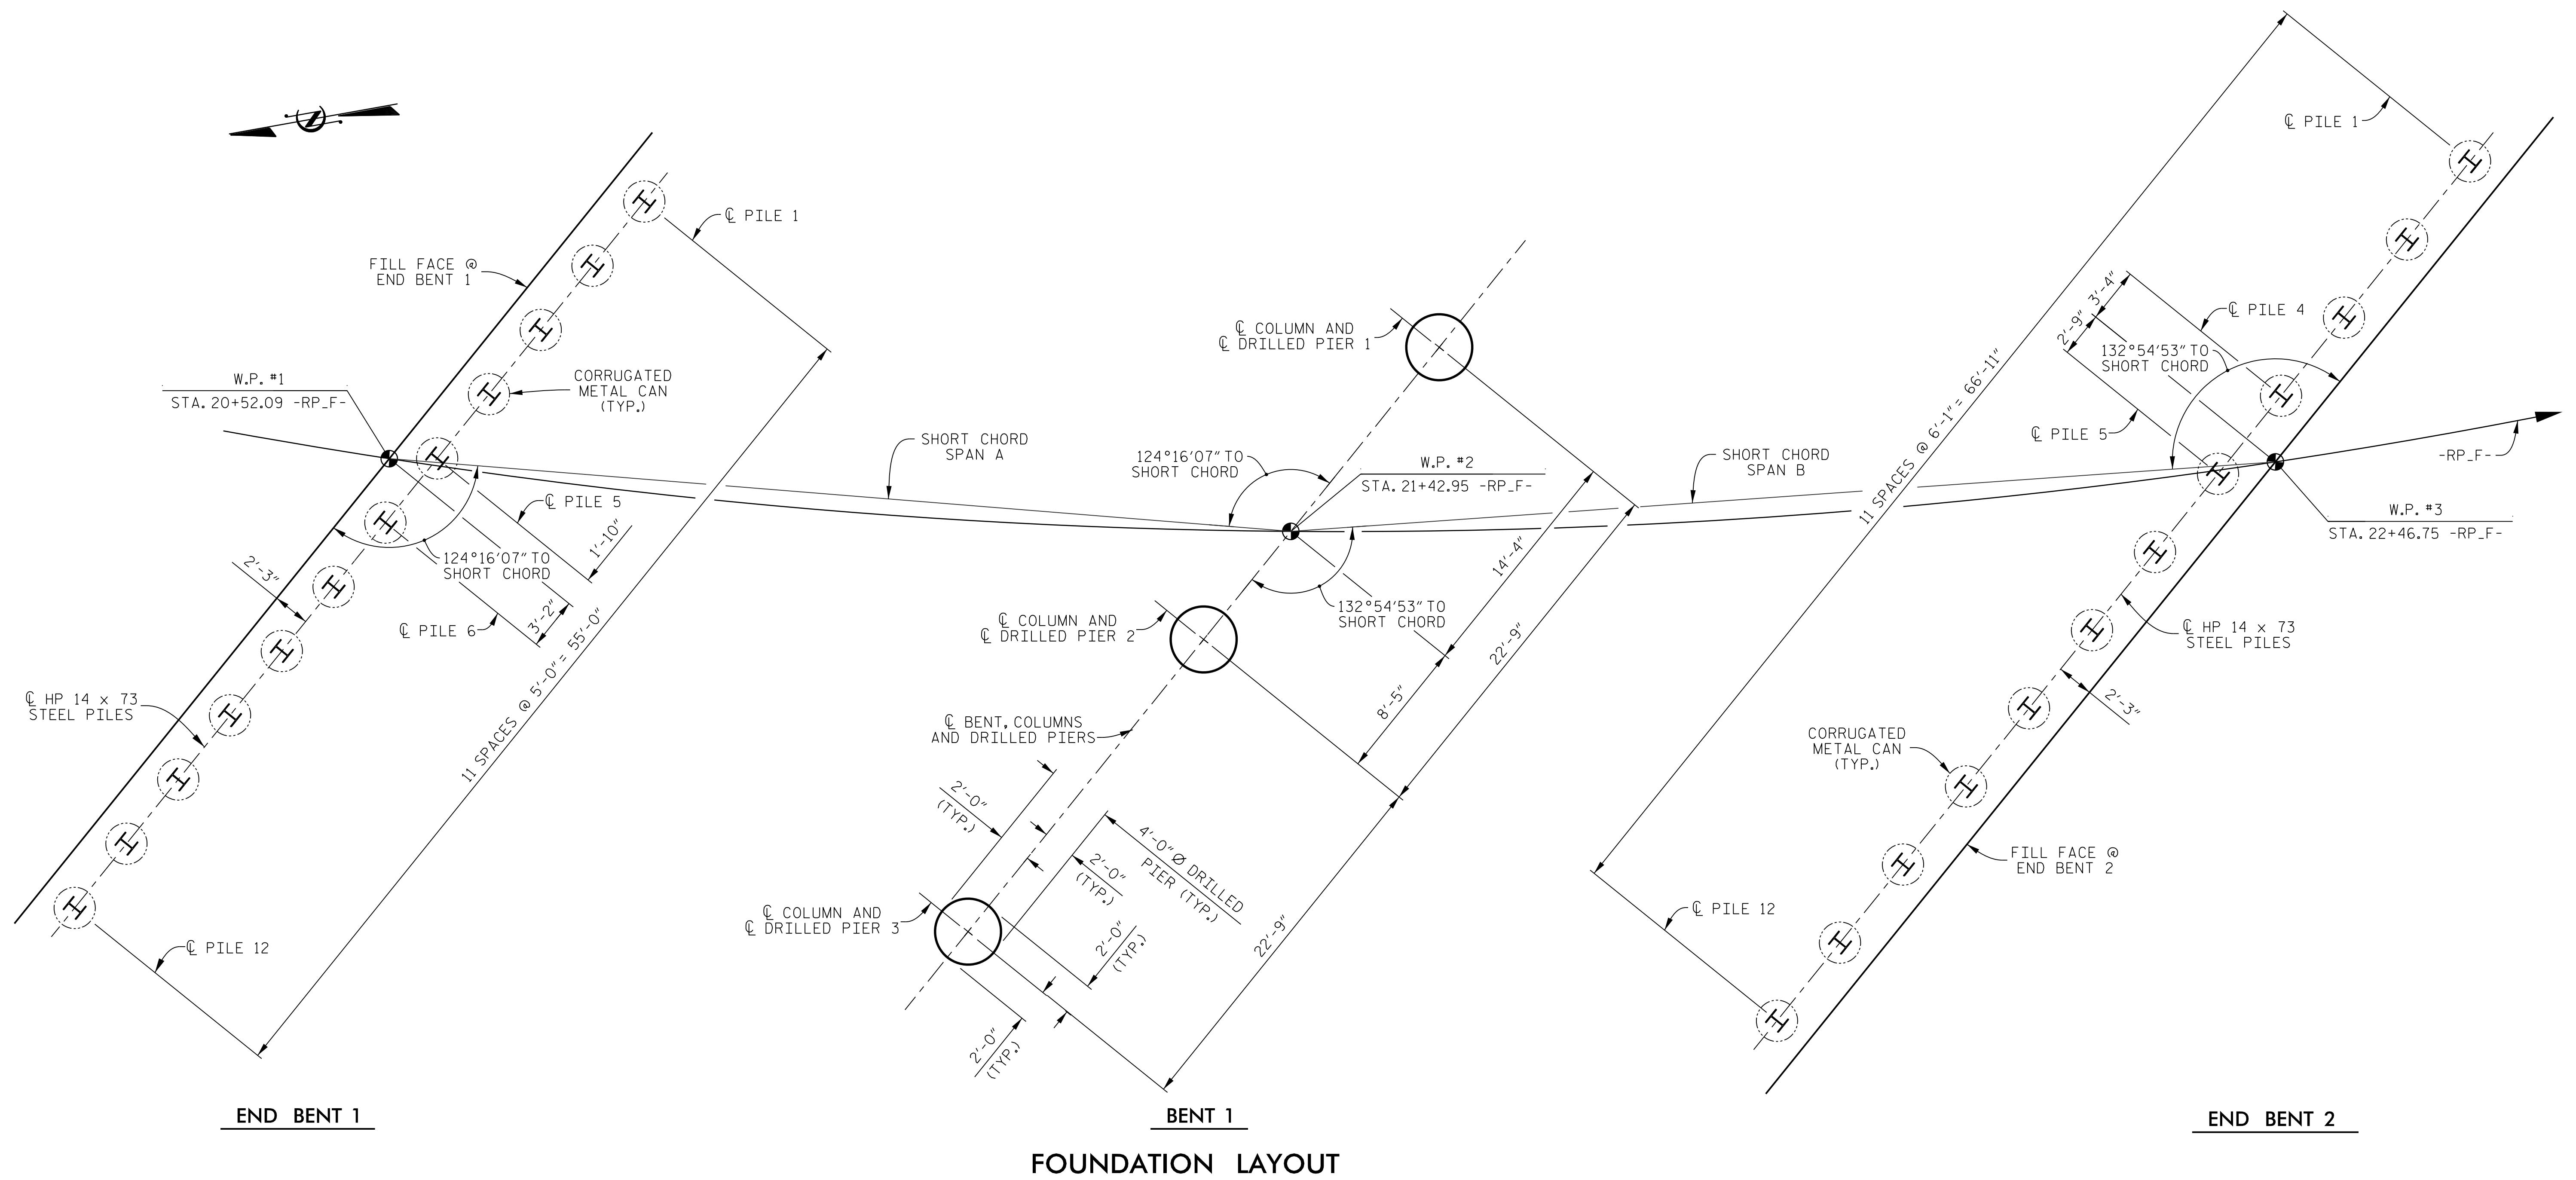 ℄ PILE 1
FILL FACE @
END BENT 1
CORRUGATED
METAL CAN
(TYP.)
W.P. #1
STA. 20+52.09 -RP_F-
℄ PILE 5
1'-10"
124°16'07" TO
SHORT CHORD
3'-2"
℄ PILE 6
2'-3"
11 SPACES @ 5'-0" = 55'-0"
℄ HP 14 x 73
STEEL PILES
℄ PILE 12
END BENT 1
SHORT CHORD
SPAN A
℄ COLUMN AND
℄ DRILLED PIER 1
124°16'07" TO
SHORT CHORD
W.P. #2
STA. 21+42.95 -RP_F-
SHORT CHORD
SPAN B
14'-4"
132°54'53" TO
SHORT CHORD
22'-9"
8'-5"
℄ COLUMN AND
℄ DRILLED PIER 2
℄ BENT, COLUMNS
AND DRILLED PIERS
2'-0"
(TYP.)
4'-0" Ø DRILLED
PIER (TYP.)
2'-0"
(TYP.)
℄ COLUMN AND
℄ DRILLED PIER 3
2'-0"
(TYP.)
2'-0"
(TYP.)
22'-9"
BENT 1
℄ PILE 1
3'-4"
2'-9"
℄ PILE 4
132°54'53" TO
SHORT CHORD
℄ PILE 5
11 SPACES @ 6'-1" = 66'-11"
-RP_F-
W.P. #3
STA. 22+46.75 -RP_F-
℄ HP 14 x 73
STEEL PILES
2'-3"
CORRUGATED
METAL CAN
(TYP.)
FILL FACE @
END BENT 2
℄ PILE 12
END BENT 2
FOUNDATION LAYOUT